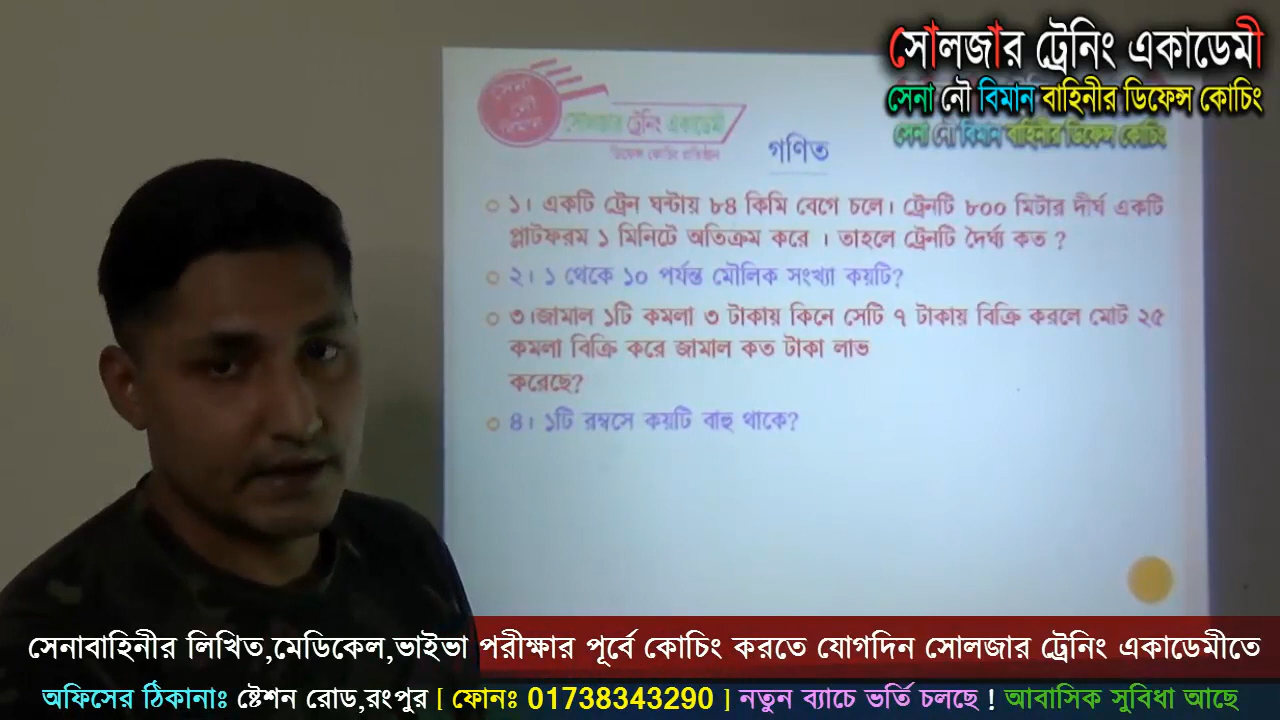 সোলজার ট্রেনিং একাডেমী
সেনা নৌ বিমান বাহিনীর ডিফেন্স কোচিং
সেনা নৌ বিমান বাহিনীর ডিফেন্স কোচিং
সেনা
নৌ
বিমান
সোলজার ট্রেনিং একাডেমী
ডিফেন্স কোচিং প্রতিষ্ঠান
গণিত
১। একটি ট্রেন ঘন্টায় ৮৪ কিমি বেগে চলে। ট্রেনটি ৮০০ মিটার দীর্ঘ একটি
প্লাটফরম ১ মিনিটে অতিক্রম করে । তাহলে ট্রেনটি দৈর্ঘ্য কত ?
২। ১ থেকে ১০ পর্যন্ত মৌলিক সংখ্যা কয়টি?
৩।জামাল ১টি কমলা ৩ টাকায় কিনে সেটি ৭ টাকায় বিক্রি করলে মোট ২৫
কমলা বিক্রি করে জামাল কত টাকা লাভ
করেছে?
৪। ১টি রম্বসে কয়টি বাহু থাকে?
সেনাবাহিনীর লিখিত,মেডিকেল,ভাইভা পরীক্ষার পূর্বে কোচিং করতে যোগদিন সোলজার ট্রেনিং একাডেমীতে
অফিসের ঠিকানাঃ ষ্টেশন রোড,রংপুর [ ফোনঃ 01738343290 ] নতুন ব্যাচে ভর্তি চলছে ! আবাসিক সুবিধা আছে